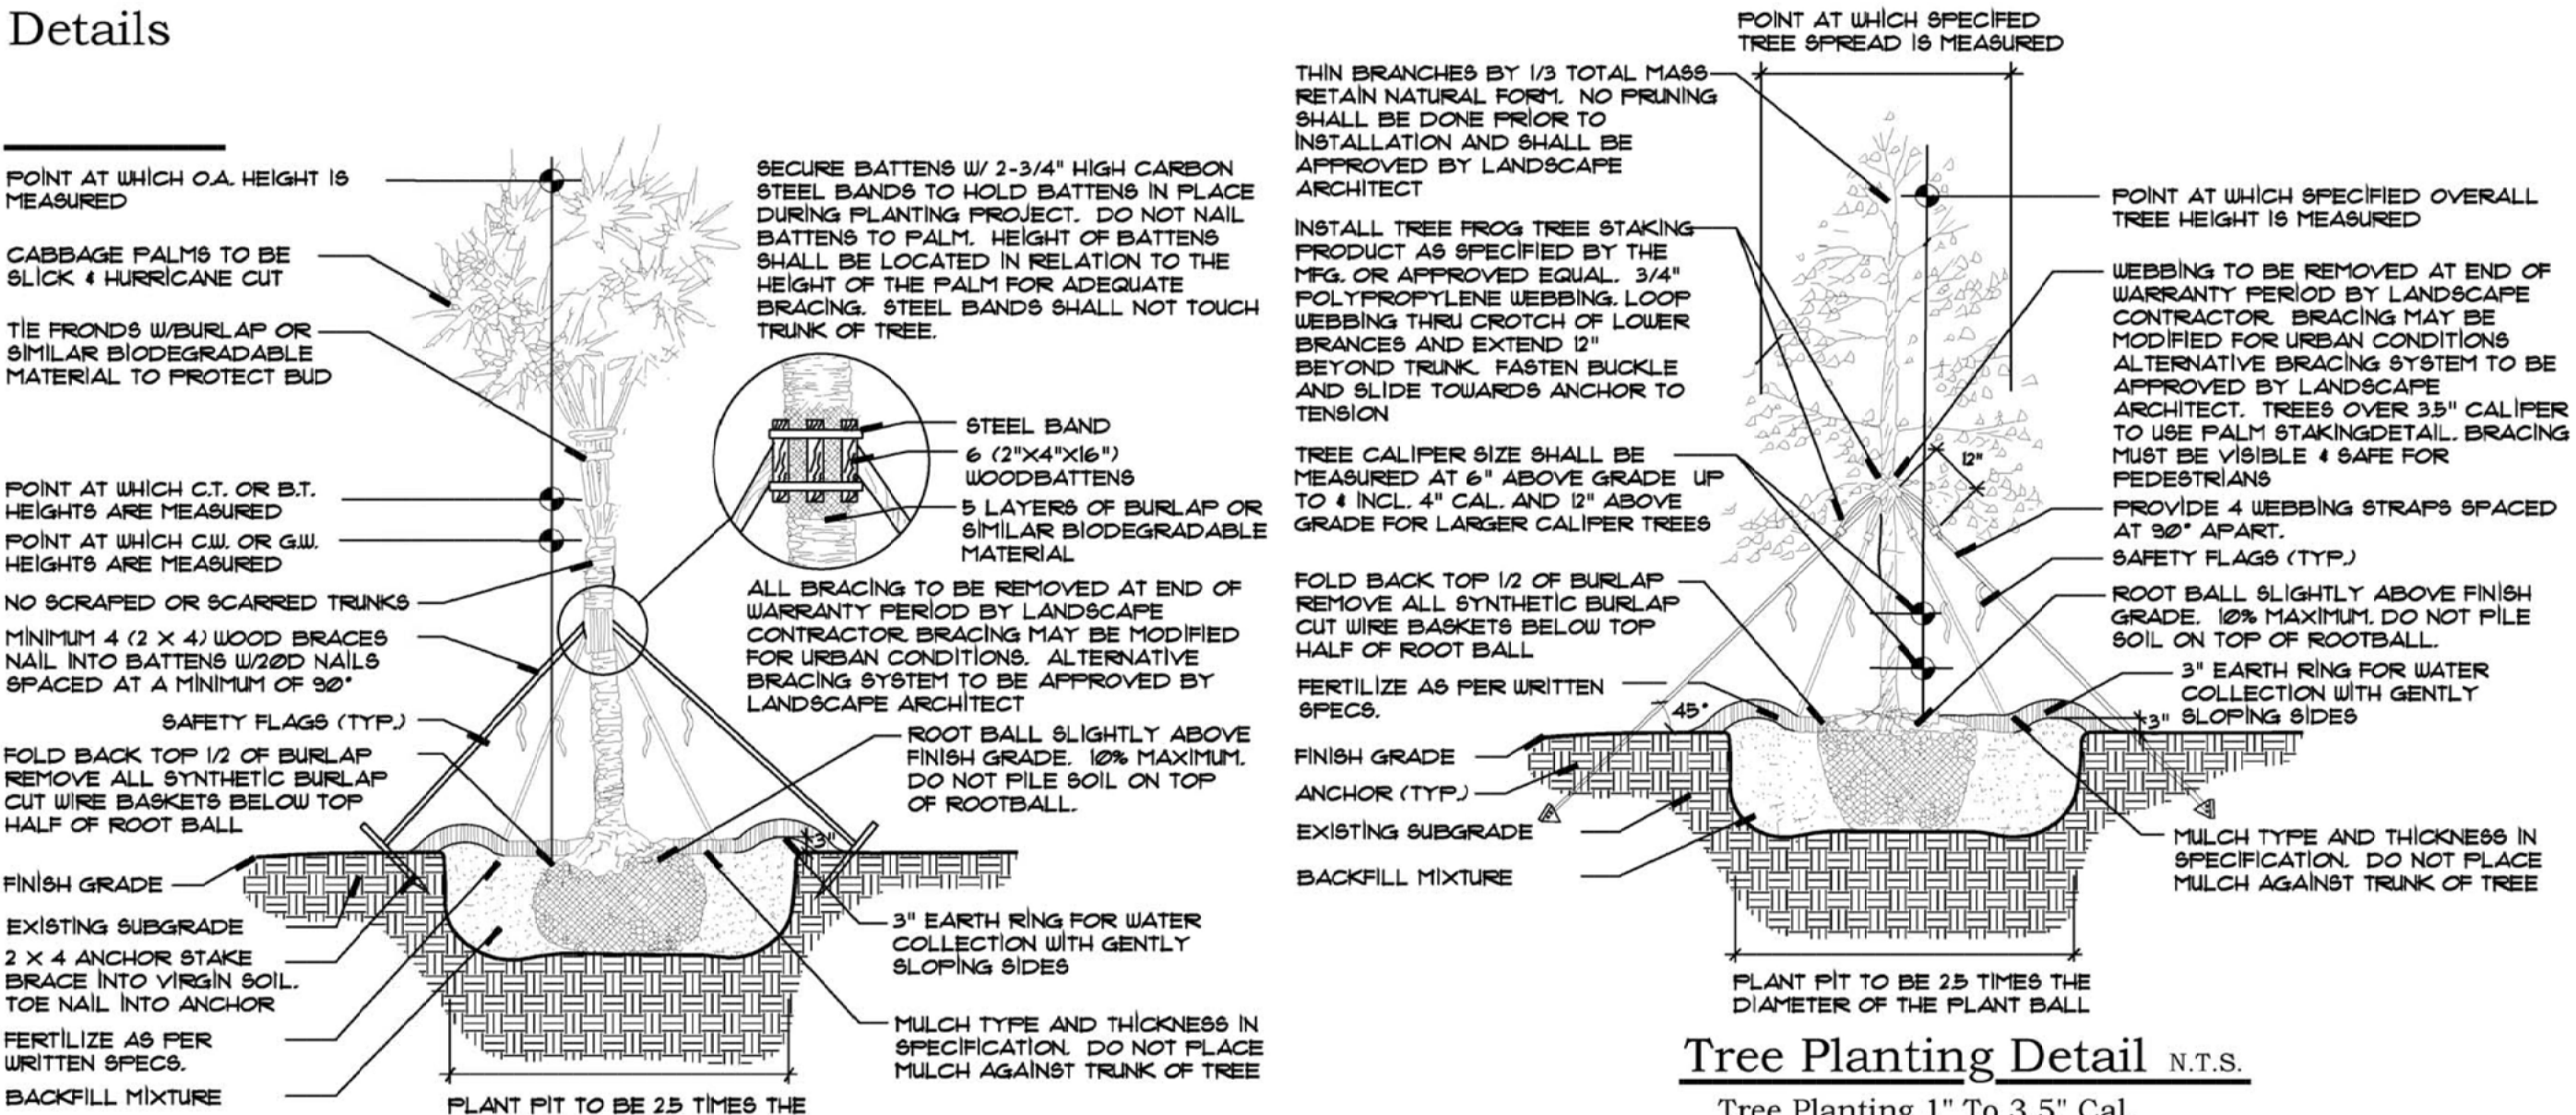 Details
POINT AT WHICH O.A. HEIGHT IS
MEASURED
CABBAGE PALMS TO BE
SLICK & HURRICANE CUT
TIE FRONDS W/BURLAP OR
SIMILAR BIODEGRADABLE
MATERIAL TO PROTECT BUD
POINT AT WHICH C.T. OR B.T.
HEIGHTS ARE MEASURED
POINT AT WHICH C.W. OR G.W.
HEIGHTS ARE MEASURED
NO SCRAPED OR SCARRED TRUNKS
MINIMUM 4 (2 X 4) WOOD BRACES
NAIL INTO BATTENS W/20D NAILS
SPACED AT A MINIMUM OF 90°
SAFETY FLAGS (TYP.)
FOLD BACK TOP 1/2 OF BURLAP
REMOVE ALL SYNTHETIC BURLAP
CUT WIRE BASKETS BELOW TOP
HALF OF ROOT BALL
FINISH GRADE
EXISTING SUBGRADE
2 X 4 ANCHOR STAKE
BRACE INTO VIRGIN SOIL.
TOE NAIL INTO ANCHOR
FERTILIZE AS PER
WRITTEN SPECS.
BACKFILL MIXTURE
SECURE BATTENS W/ 2-3/4" HIGH CARBON
STEEL BANDS TO HOLD BATTENS IN PLACE
DURING PLANTING PROJECT. DO NOT NAIL
BATTENS TO PALM. HEIGHT OF BATTENS
SHALL BE LOCATED IN RELATION TO THE
HEIGHT OF THE PALM FOR ADEQUATE
BRACING. STEEL BANDS SHALL NOT TOUCH
TRUNK OF TREE.
STEEL BAND
6 (2"X4"X16")
WOODBATTENS
5 LAYERS OF BURLAP OR
SIMILAR BIODEGRADABLE
MATERIAL
ALL BRACING TO BE REMOVED AT END OF
WARRANTY PERIOD BY LANDSCAPE
CONTRACTOR. BRACING MAY BE MODIFIED
FOR URBAN CONDITIONS. ALTERNATIVE
BRACING SYSTEM TO BE APPROVED BY
LANDSCAPE ARCHITECT
ROOT BALL SLIGHTLY ABOVE
FINISH GRADE. 10% MAXIMUM.
DO NOT PILE SOIL ON TOP
OF ROOTBALL.
3"
3" EARTH RING FOR WATER
COLLECTION WITH GENTLY
SLOPING SIDES
MULCH TYPE AND THICKNESS IN
SPECIFICATION. DO NOT PLACE
MULCH AGAINST TRUNK OF TREE
PLANT PIT TO BE 2.5 TIMES THE
POINT AT WHICH SPECIFED
TREE SPREAD IS MEASURED
THIN BRANCHES BY 1/3 TOTAL MASS
RETAIN NATURAL FORM. NO PRUNING
SHALL BE DONE PRIOR TO
INSTALLATION AND SHALL BE
APPROVED BY LANDSCAPE
ARCHITECT
INSTALL TREE FROG TREE STAKING
PRODUCT AS SPECIFIED BY THE
MFG. OR APPROVED EQUAL. 3/4"
POLYPROPYLENE WEBBING. LOOP
WEBBING THRU CROTCH OF LOWER
BRANCES AND EXTEND 12"
BEYOND TRUNK. FASTEN BUCKLE
AND SLIDE TOWARDS ANCHOR TO
TENSION
TREE CALIPER SIZE SHALL BE
MEASURED AT 6" ABOVE GRADE UP
TO & INCL. 4" CAL. AND 12" ABOVE
GRADE FOR LARGER CALIPER TREES
FOLD BACK TOP 1/2 OF BURLAP
REMOVE ALL SYNTHETIC BURLAP
CUT WIRE BASKETS BELOW TOP
HALF OF ROOT BALL
FERTILIZE AS PER WRITTEN
SPECS.
45°
FINISH GRADE
ANCHOR (TYP.)
EXISTING SUBGRADE
BACKFILL MIXTURE
12"
POINT AT WHICH SPECIFIED OVERALL
TREE HEIGHT IS MEASURED
WEBBING TO BE REMOVED AT END OF
WARRANTY PERIOD BY LANDSCAPE
CONTRACTOR. BRACING MAY BE
MODIFIED FOR URBAN CONDITIONS
ALTERNATIVE BRACING SYSTEM TO BE
APPROVED BY LANDSCAPE
ARCHITECT. TREES OVER 3.5" CALIPER
TO USE PALM STAKINGDETAIL. BRACING
MUST BE VISIBLE & SAFE FOR
PEDESTRIANS
PROVIDE 4 WEBBING STRAPS SPACED
AT 90° APART.
SAFETY FLAGS (TYP.)
ROOT BALL SLIGHTLY ABOVE FINISH
GRADE. 10% MAXIMUM. DO NOT PILE
SOIL ON TOP OF ROOTBALL.
3" EARTH RING FOR WATER
COLLECTION WITH GENTLY
SLOPING SIDES
3"
MULCH TYPE AND THICKNESS IN
SPECIFICATION. DO NOT PLACE
MULCH AGAINST TRUNK OF TREE
PLANT PIT TO BE 2.5 TIMES THE
DIAMETER OF THE PLANT BALL
Tree Planting Detail N.T.S.
Tree Planting 1" To 3.5" Cal.